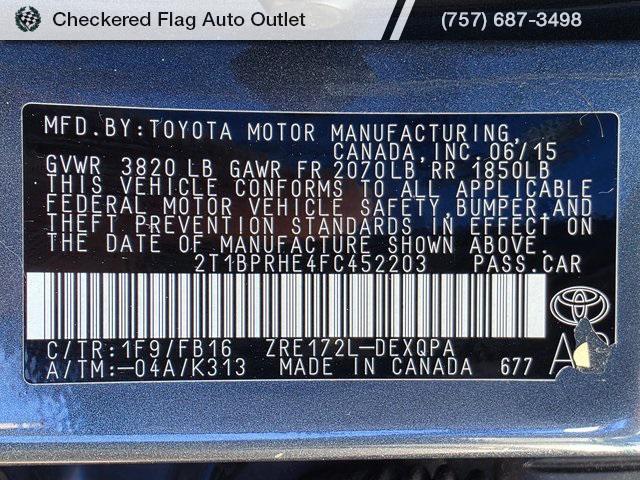 Checkered Flag Auto Outlet
(757) 687-3498
MFD.BY:TOYOTA MOTOR MANUFACTURING,
CANADA,INC.06/15
GVWR 3820 LB GAWR FR 2070LB RR 1850LB
THIS VEHICLE CONFORMS TO ALL APPLICABLE
FEDERAL MOTOR VEHICLE SAFETY,BUMPER,AND
THEFT PREVENTION STANDARDS IN EFFECT ON
THE DATE OF MANUFACTURE SHOWN ABOVE.
2T1BPRHE4FC452203 PASS.CAR
C/TR:1F9/FB16 ZRE172L-DEXQPA
A/TM:-04A/K313 MADE IN CANADA 677